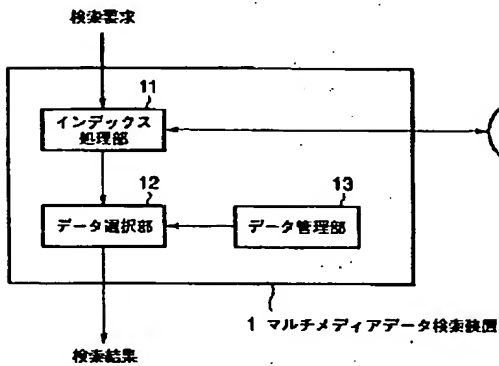 検索要求
11
インデックス
処理部
12
データ選択部
13
データ管理部
1 マルチメディアデータ検索装置
検索結果